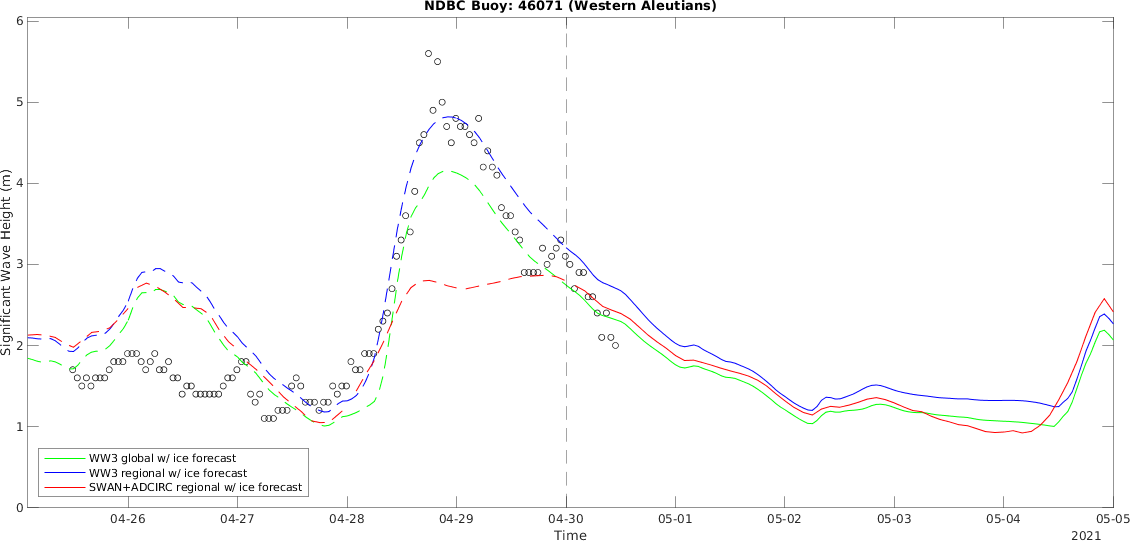 NDBC Buoy: 46071 (Western Aleutians)
Significant Wave Height (m)
6
5
4
3
2
1
0
WW3 global w/ ice forecast
WW3 regional w/ ice forecast
SWAN+ADCIRC regional w/ ice forecast
04-26 04-27 04-28 04-29 04-30 05-01 05-02 05-03 05-04 05-05
Time
2021